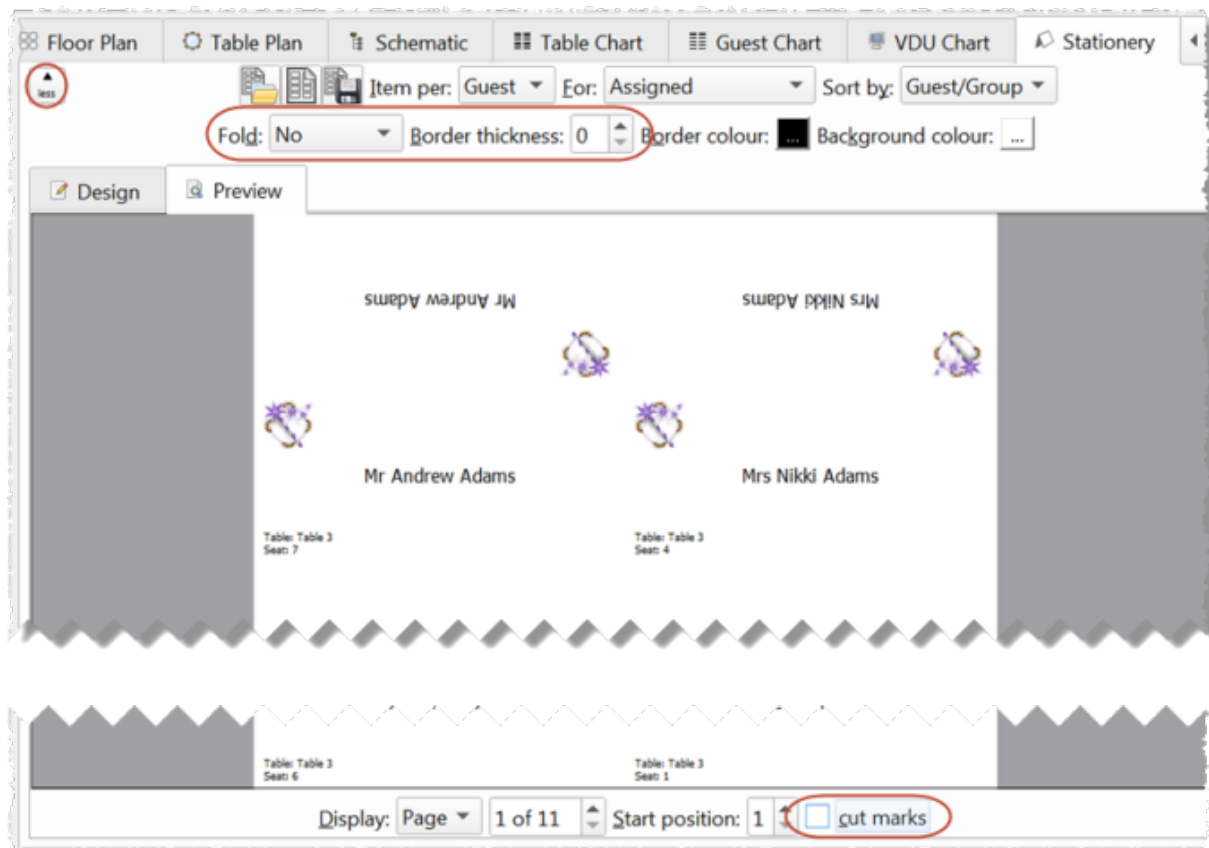 Floor Plan Table Plan Schematic Table Chart Guest Chart VDU Chart Stationery
less Item per: Guest For: Assigned Sort by: Guest/Group
Fold: No Border thickness: 0 Border colour: ... Background colour: ...
Design Preview
Mr Andrew Adams Mrs Nikki Adams
Mr Andrew Adams Mrs Nikki Adams
Table: Table 3 Table: Table 3
Seat: 7 Seat: 4
Table: Table 3 Table: Table 3
Seat: 6 Seat: 1
Display: Page 1 of 11 Start position: 1 cut marks